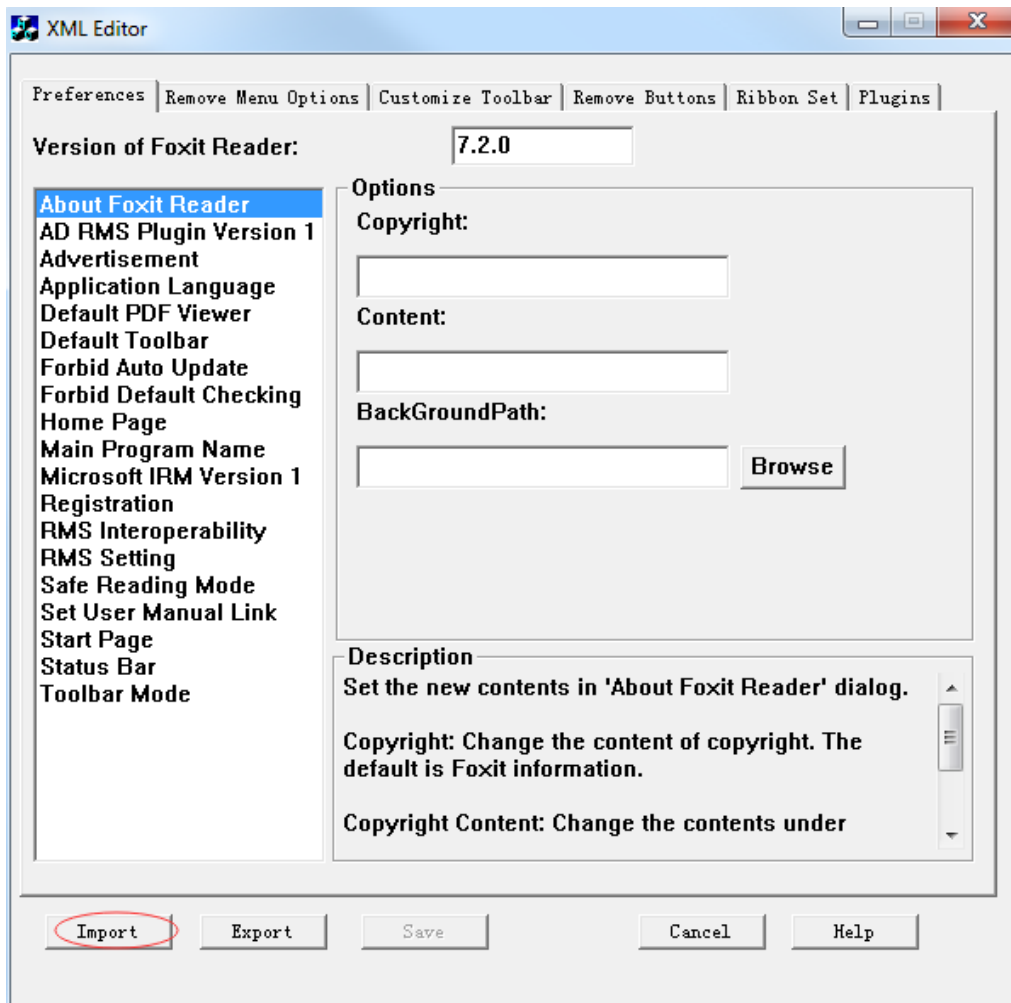 XML Editor
Preferences Remove Menu Options Customize Toolbar Remove Buttons Ribbon Set Plugins
Version of Foxit Reader: 7.2.0
About Foxit Reader
AD RMS Plugin Version 1
Advertisement
Application Language
Default PDF Viewer
Default Toolbar
Forbid Auto Update
Forbid Default Checking
Home Page
Main Program Name
Microsoft IRM Version 1
Registration
RMS Interoperability
RMS Setting
Safe Reading Mode
Set User Manual Link
Start Page
Status Bar
Toolbar Mode
Options
Copyright:
Content:
BackGroundPath:
Browse
Description
Set the new contents in 'About Foxit Reader' dialog.
Copyright: Change the content of copyright. The
default is Foxit information.
Copyright Content: Change the contents under
Import Export Save Cancel Help